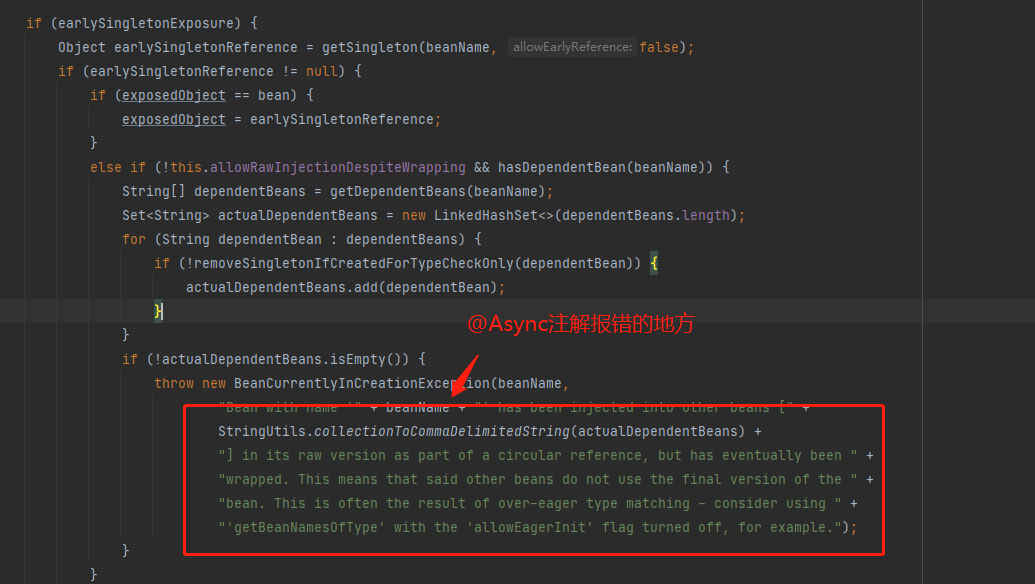 if (earlySingletonExposure) {
Object earlySingletonReference = getSingleton(beanName, allowEarlyReference: false);
if (earlySingletonReference != null) {
if (exposedObject == bean) {
exposedObject = earlySingletonReference;
}
else if (!this.allowRawInjectionDespiteWrapping && hasDependentBean(beanName)) {
String[] dependentBeans = getDependentBeans(beanName);
Set<String> actualDependentBeans = new LinkedHashSet<>(dependentBeans.length);
for (String dependentBean : dependentBeans) {
if (!removeSingletonIfCreatedForTypeCheckOnly(dependentBean)) {
actualDependentBeans.add(dependentBean);
}
@Async注解报错的地方
}
if (!actualDependentBeans.isEmpty()) {
throw new BeanCurrentlyInCreationException(beanName,
"Bean with name '" + beanName + "' has been injected into other beans [" +
StringUtils.collectionToCommaDelimitedString(actualDependentBeans) +
"] in its raw version as part of a circular reference, but has eventually been " +
"wrapped. This means that said other beans do not use the final version of the " +
"bean. This is often the result of over-eager type matching - consider using " +
"'getBeanNamesOfType' with the 'allowEagerInit' flag turned off, for example.");
}
}